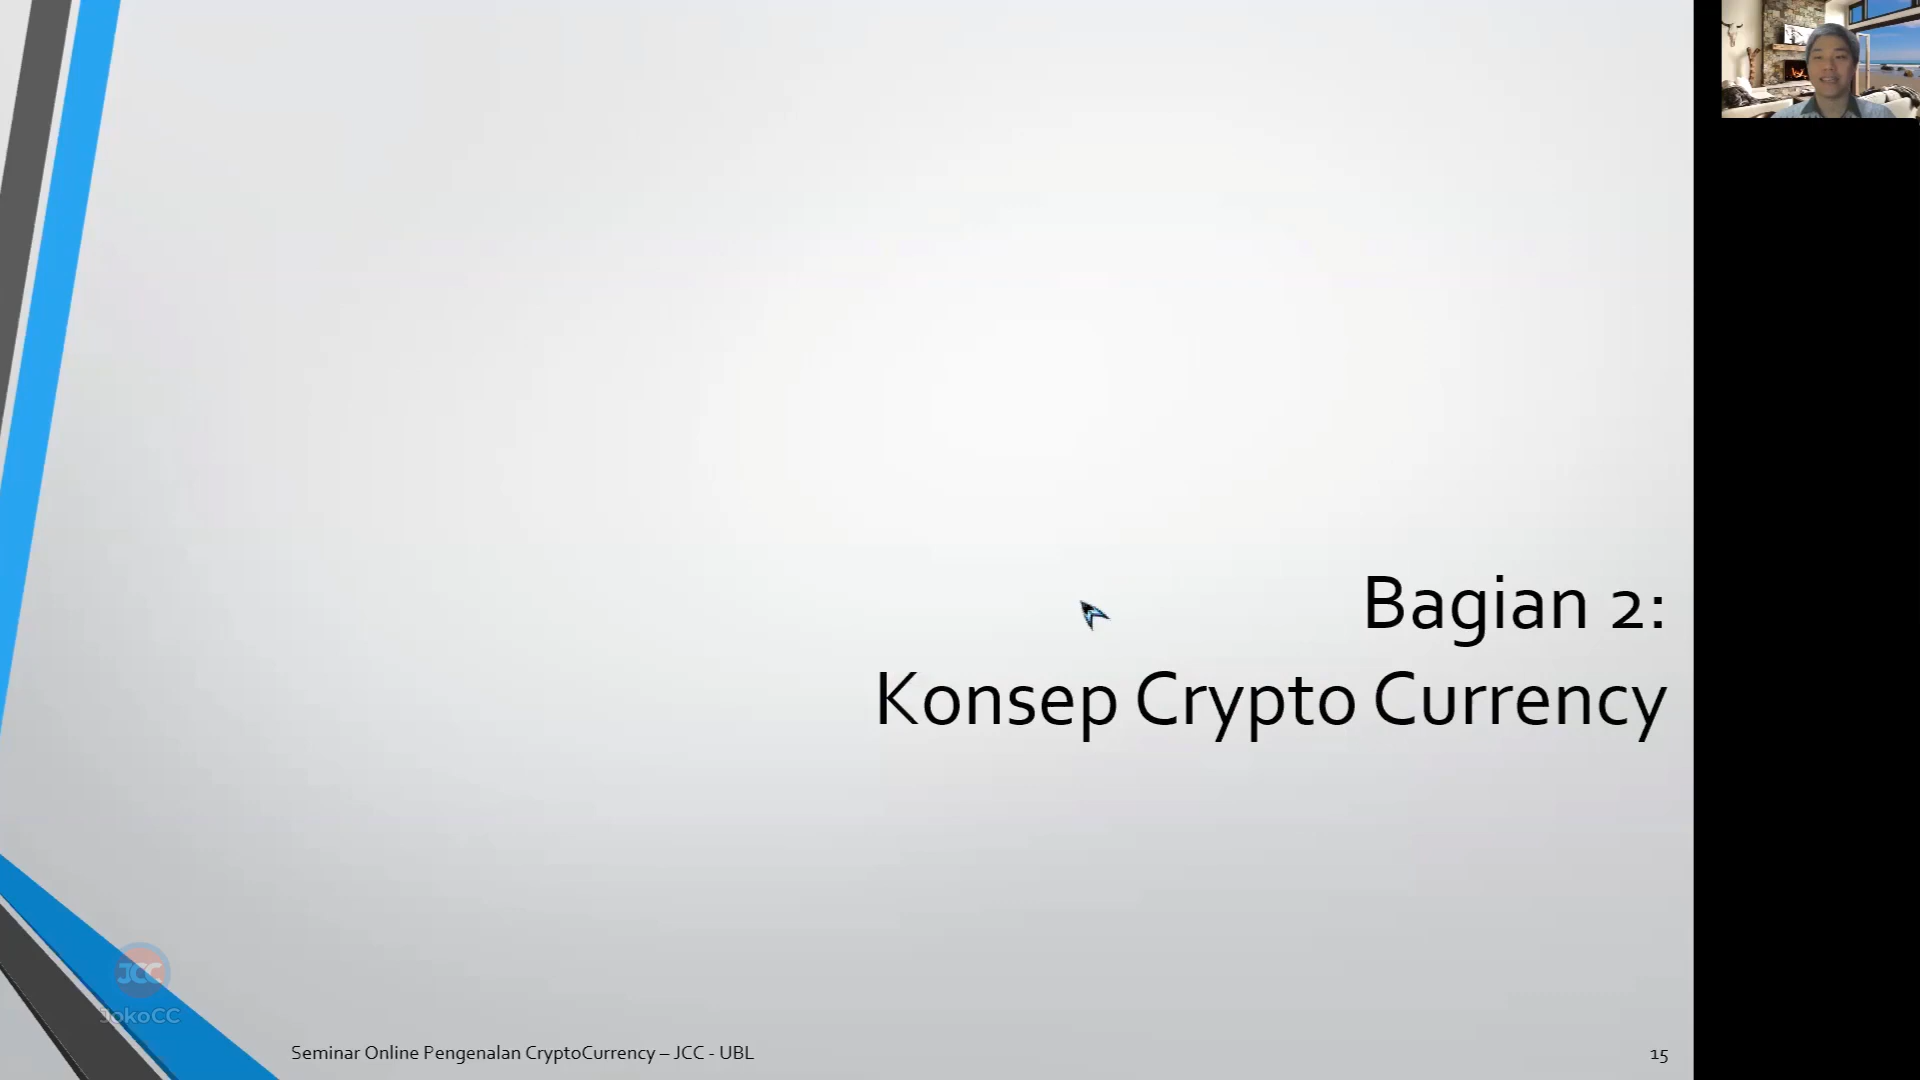 Bagian 2:
Konsep Crypto Currency
JCC
JokoCC
Seminar Online Pengenalan CryptoCurrency – JCC - UBL
15